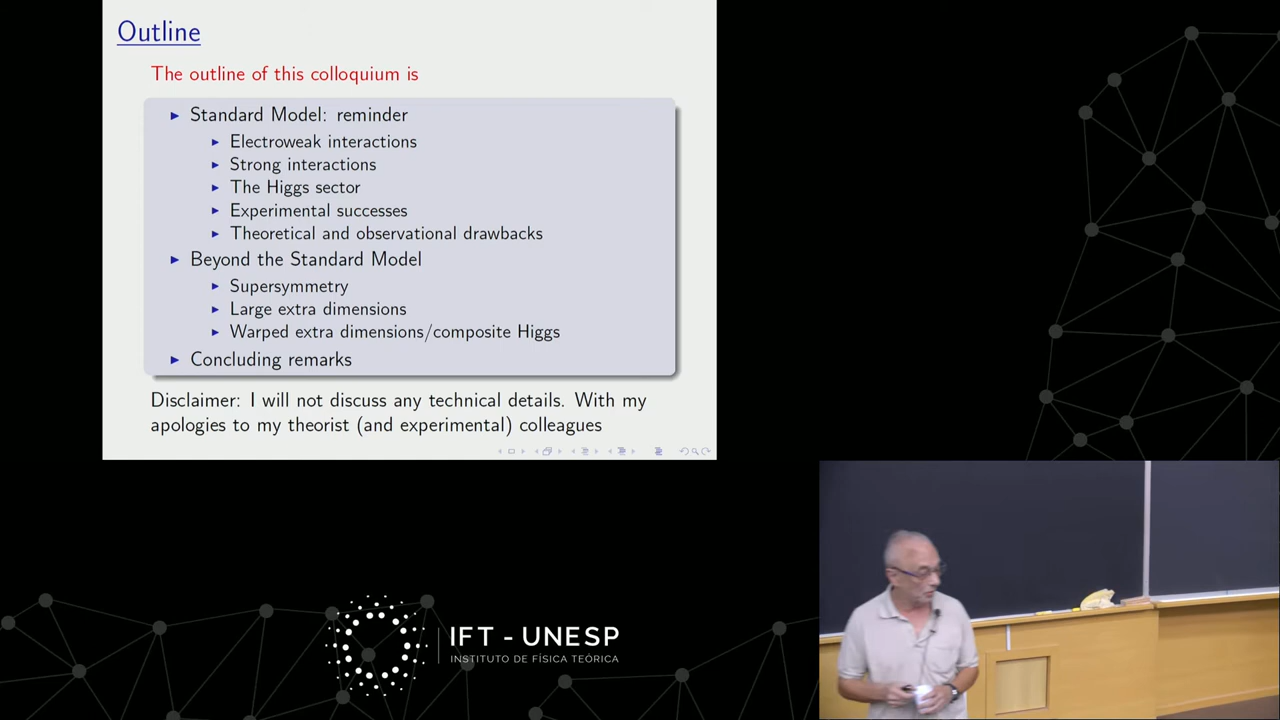 Outline
The outline of this colloquium is
Standard Model: reminder
Electroweak interactions
Strong interactions
The Higgs sector
Experimental successes
Theoretical and observational drawbacks
Beyond the Standard Model
Supersymmetry
Large extra dimensions
Warped extra dimensions/composite Higgs
Concluding remarks
Disclaimer: I will not discuss any technical details. With my
apologies to my theorist (and experimental) colleagues
IFT - UNESP
INSTITUTO DE FÍSICA TEÓRICA